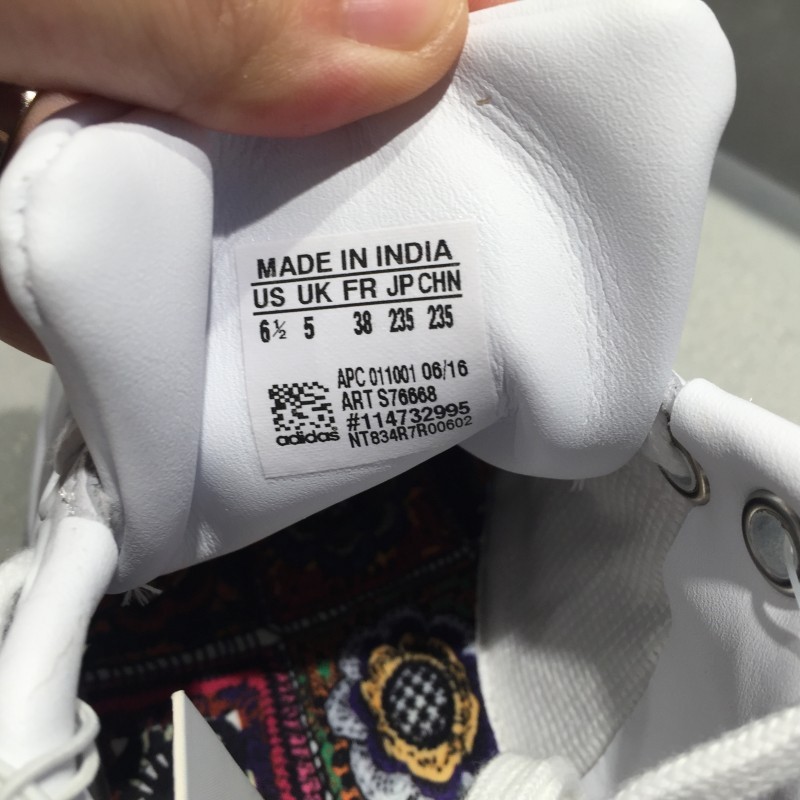 MADE IN INDIA
US UK FR JP CHN
6½ 5 38 235 235
APC 011001 06/16
ART S76668
#114732995
adidas NT834R7R00602